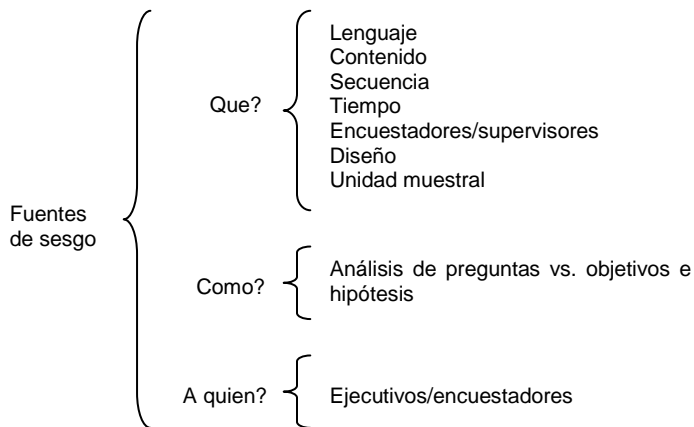 Lenguaje
Contenido
Secuencia
Que?
Tiempo
Encuestadores/supervisores
Diseño
Unidad muestral
Fuentes
de sesgo
Como?
Análisis de preguntas vs. objetivos e
hipótesis
A quien?
Ejecutivos/encuestadores